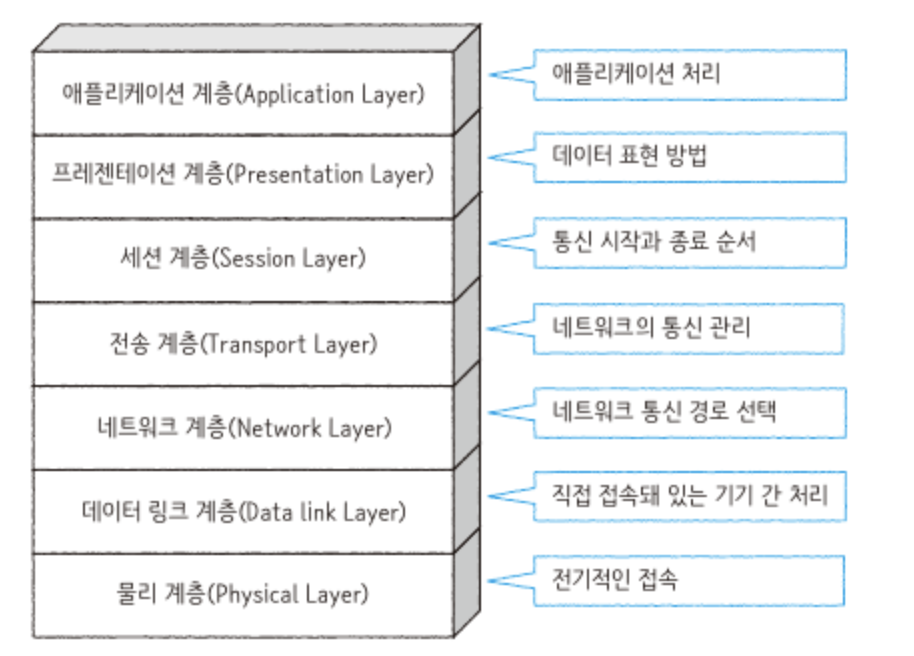 애플리케이션 계층(Application Layer)
애플리케이션 처리
프레젠테이션 계층(Presentation Layer)
데이터 표현 방법
세션 계층(Session Layer)
통신 시작과 종료 순서
전송 계층(Transport Layer)
네트워크의 통신 관리
네트워크 계층(Network Layer)
네트워크 통신 경로 선택
데이터 링크 계층(Data link Layer)
직접 접속돼 있는 기기 간 처리
물리 계층(Physical Layer)
전기적인 접속